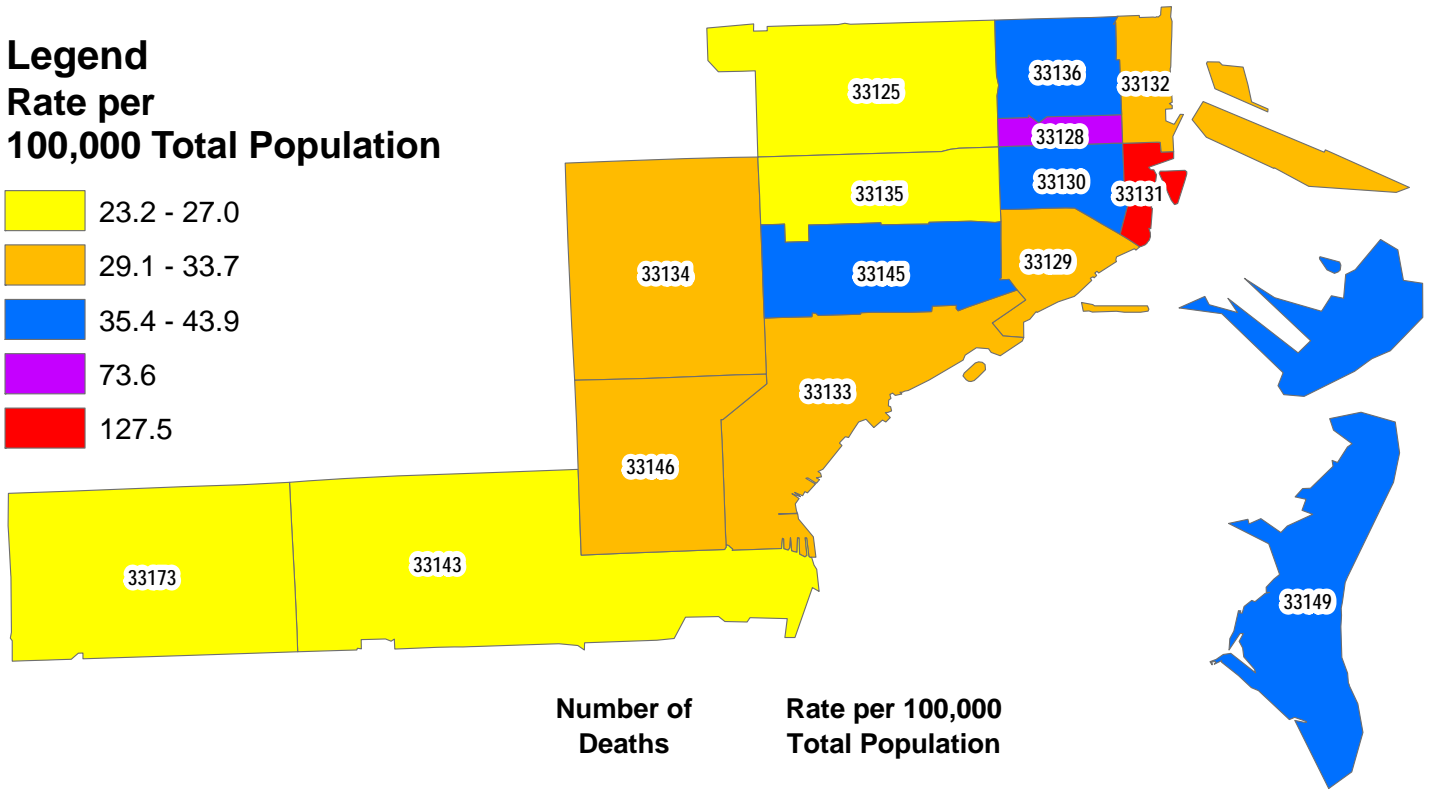 Legend
Rate per
100,000 Total Population
23.2 - 27.0
29.1 - 33.7
35.4 - 43.9
73.6
127.5
33125
33136
33132
33128
33135
33130
33131
33134
33145
33129
33133
33146
33173
33143
33149
Number of
Deaths
Rate per 100,000
Total Population